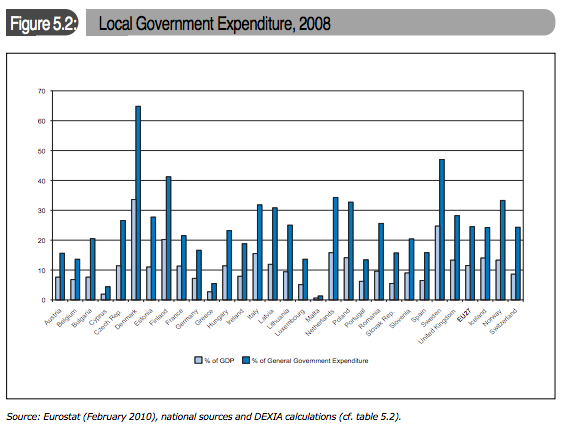 Figure 5.2: Local Government Expenditure, 2008
70
60
50
40
30
20
10
0
Austria
Belgium
Bulgaria
Cyprus
Czech Rep.
Denmark
Estonia
Finland
France
Germany
Greece
Hungary
Ireland
Italy
Latvia
Lithuania
Luxembourg
Malta
Netherlands
Poland
Portugal
Romania
Slovak Rep.
Slovenia
Spain
Sweden
United Kingdom
EU27
Iceland
Norway
Switzerland
% of GDP % of General Government Expenditure
Source: Eurostat (February 2010), national sources and DEXIA calculations (cf. table 5.2).